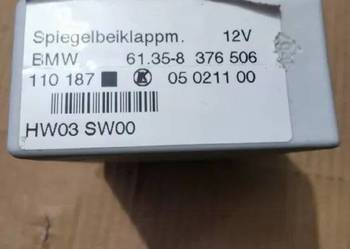 Spiegelbeiklappm. 12V
BMW 61.35-8 376 506
110 187 ■ 05 0211 00
HW03 SW00